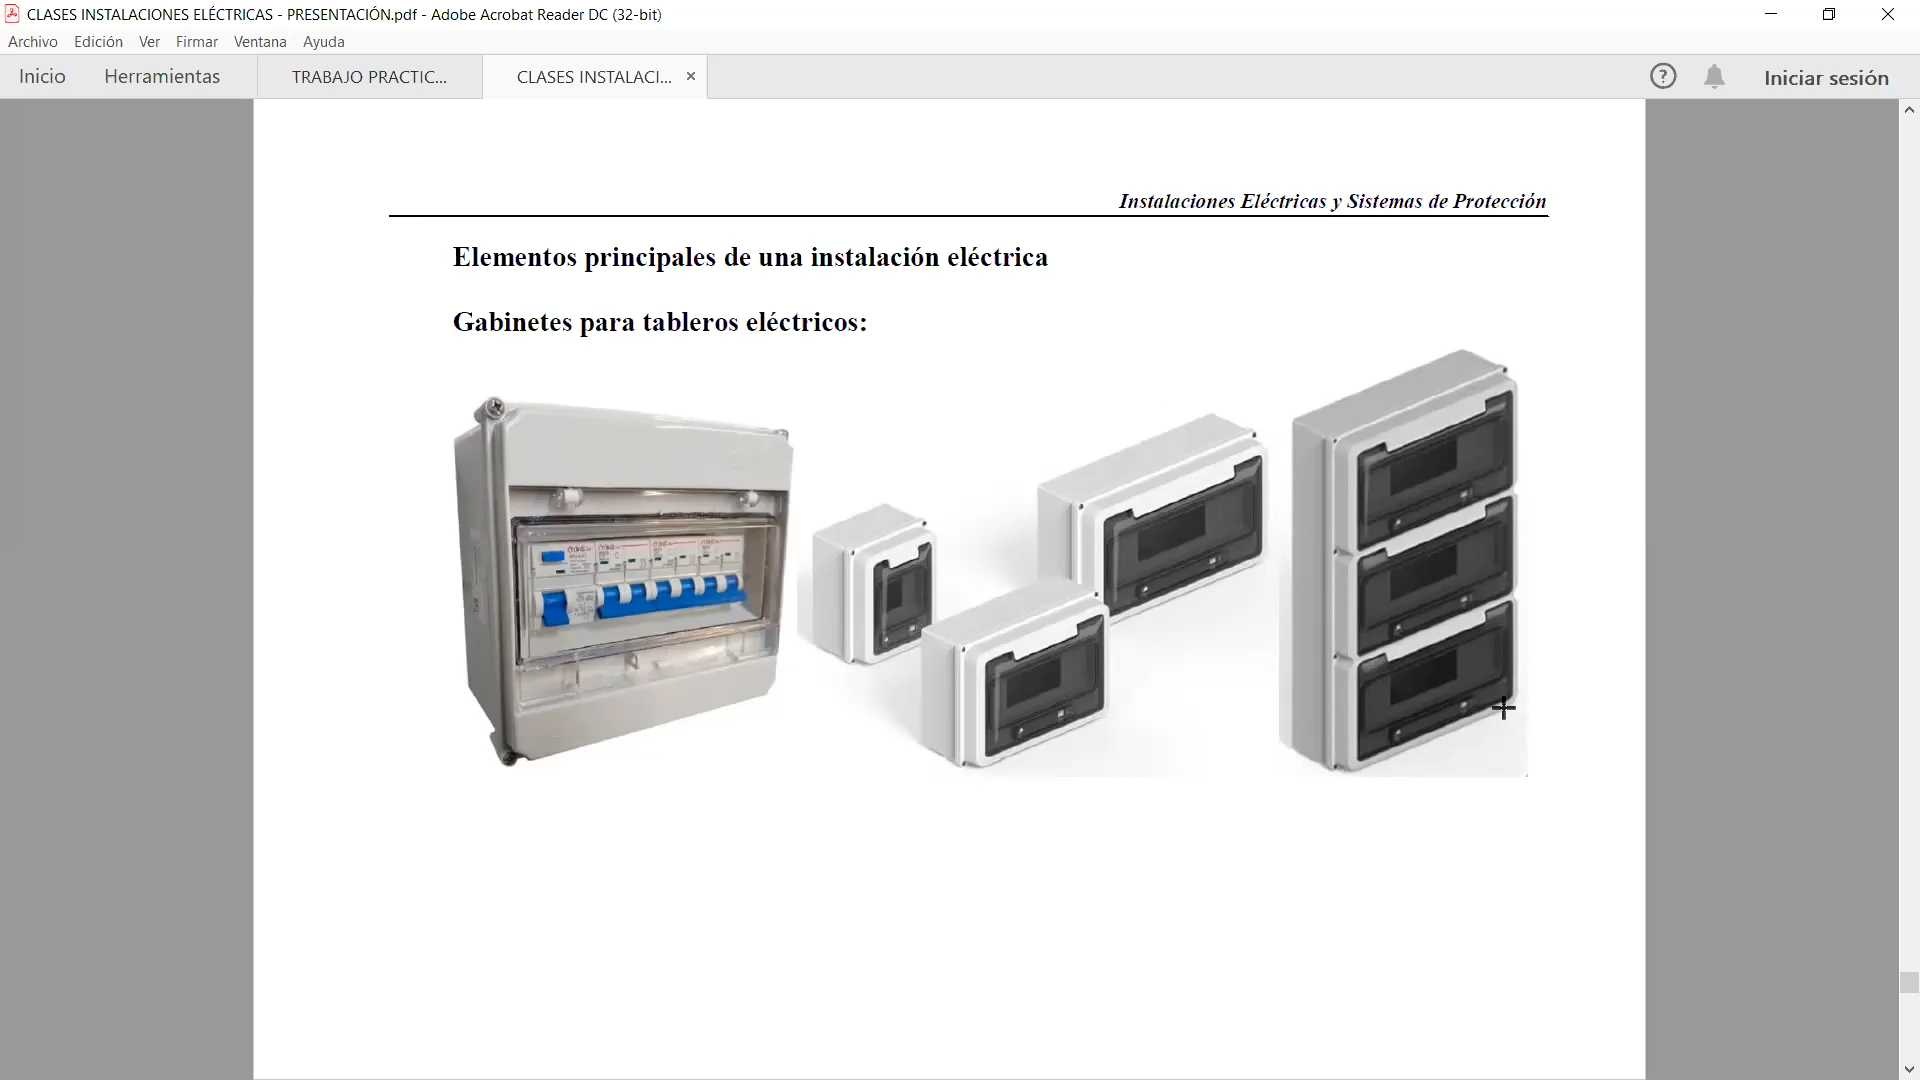 CLASES INSTALACIONES ELÉCTRICAS - PRESENTACIÓN.pdf - Adobe Acrobat Reader DC (32-bit)
Archivo Edición Ver Firmar Ventana Ayuda
Inicio Herramientas TRABAJO PRACTIC... CLASES INSTALACI... × ? Iniciar sesión
Instalaciones Eléctricas y Sistemas de Protección
Elementos principales de una instalación eléctrica
Gabinetes para tableros eléctricos: